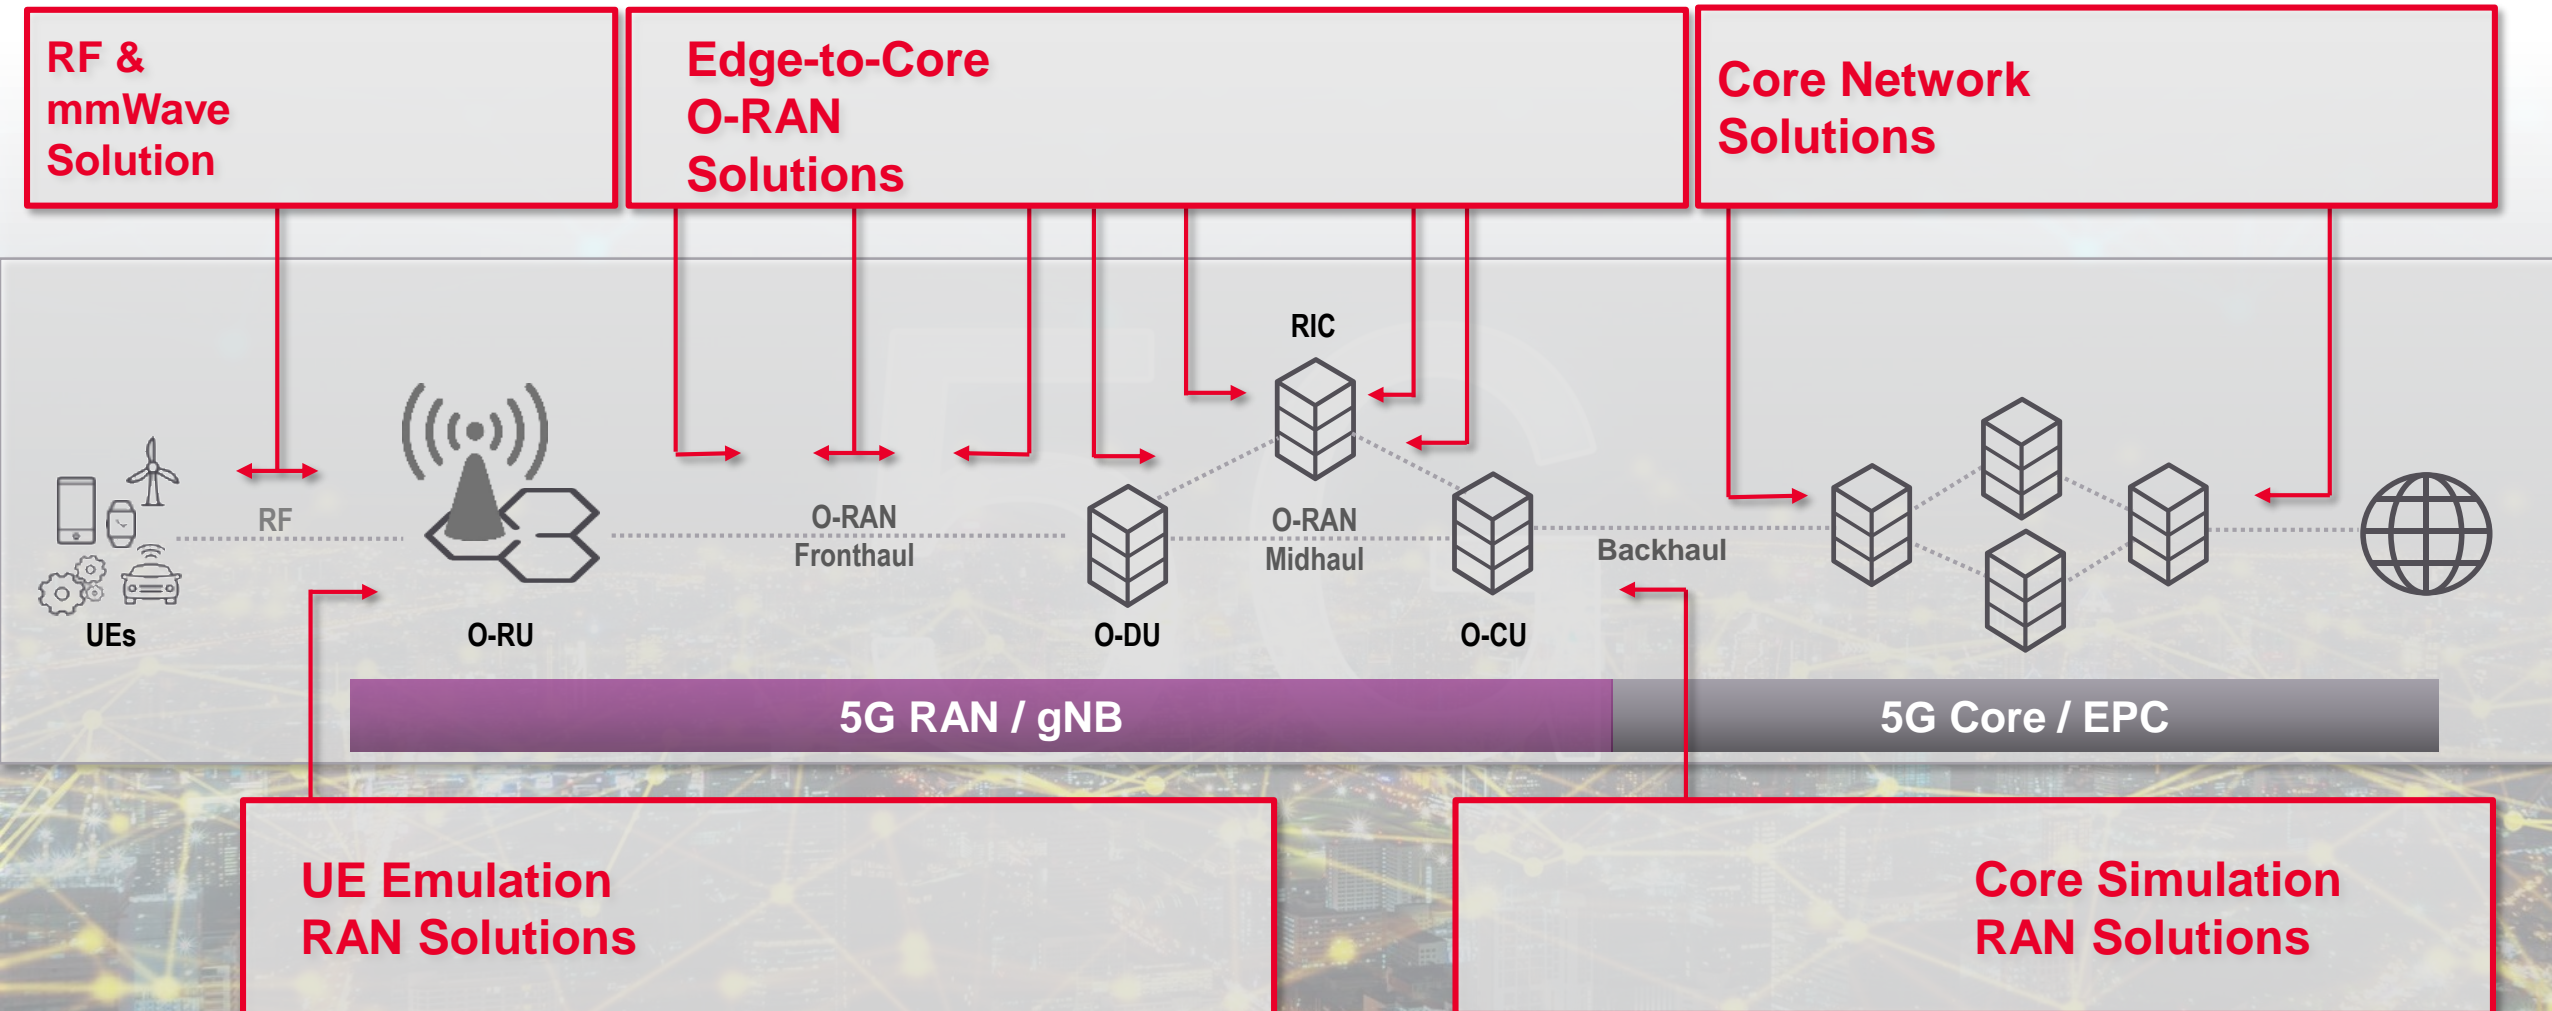 RF &
mmWave
Solution
Edge-to-Core
O-RAN
Solutions
Core Network
Solutions
RIC
RF
O-RAN
Fronthaul
O-RAN
Midhaul
Backhaul
UEs
O-RU
O-DU
O-CU
5G RAN / gNB
5G Core / EPC
UE Emulation
RAN Solutions
Core Simulation
RAN Solutions
5G